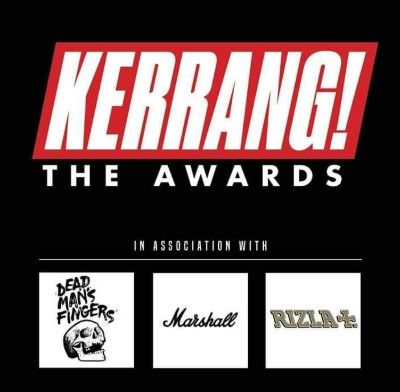 KERRANG!
THE AWARDS
IN ASSOCIATION WITH
DEAD
MAN'S
FINGERS
Marshall
RIZLA+.